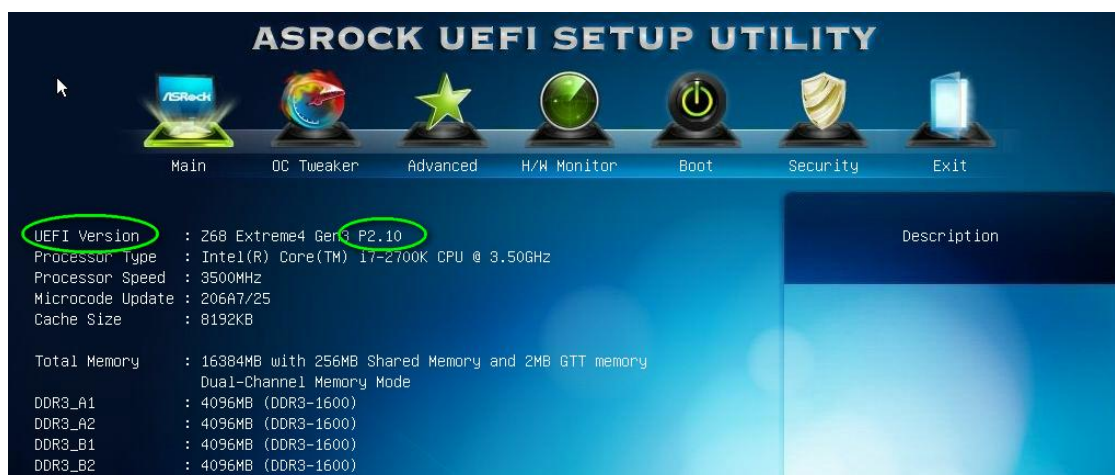 ASROCK UEFI SETUP UTILITY
ASRock
Main OC Tweaker Advanced H/W Monitor Boot Security Exit
UEFI Version : Z68 Extreme4 Gen3 P2.10
Processor Type : Intel(R) Core(TM) i7-2700K CPU @ 3.50GHz
Processor Speed : 3500MHz
Microcode Update : 206A7/25
Cache Size : 8192KB
Total Memory : 16384MB with 256MB Shared Memory and 2MB GTT memory
Dual-Channel Memory Mode
DDR3_A1 : 4096MB (DDR3-1600)
DDR3_A2 : 4096MB (DDR3-1600)
DDR3_B1 : 4096MB (DDR3-1600)
DDR3_B2 : 4096MB (DDR3-1600)
Description